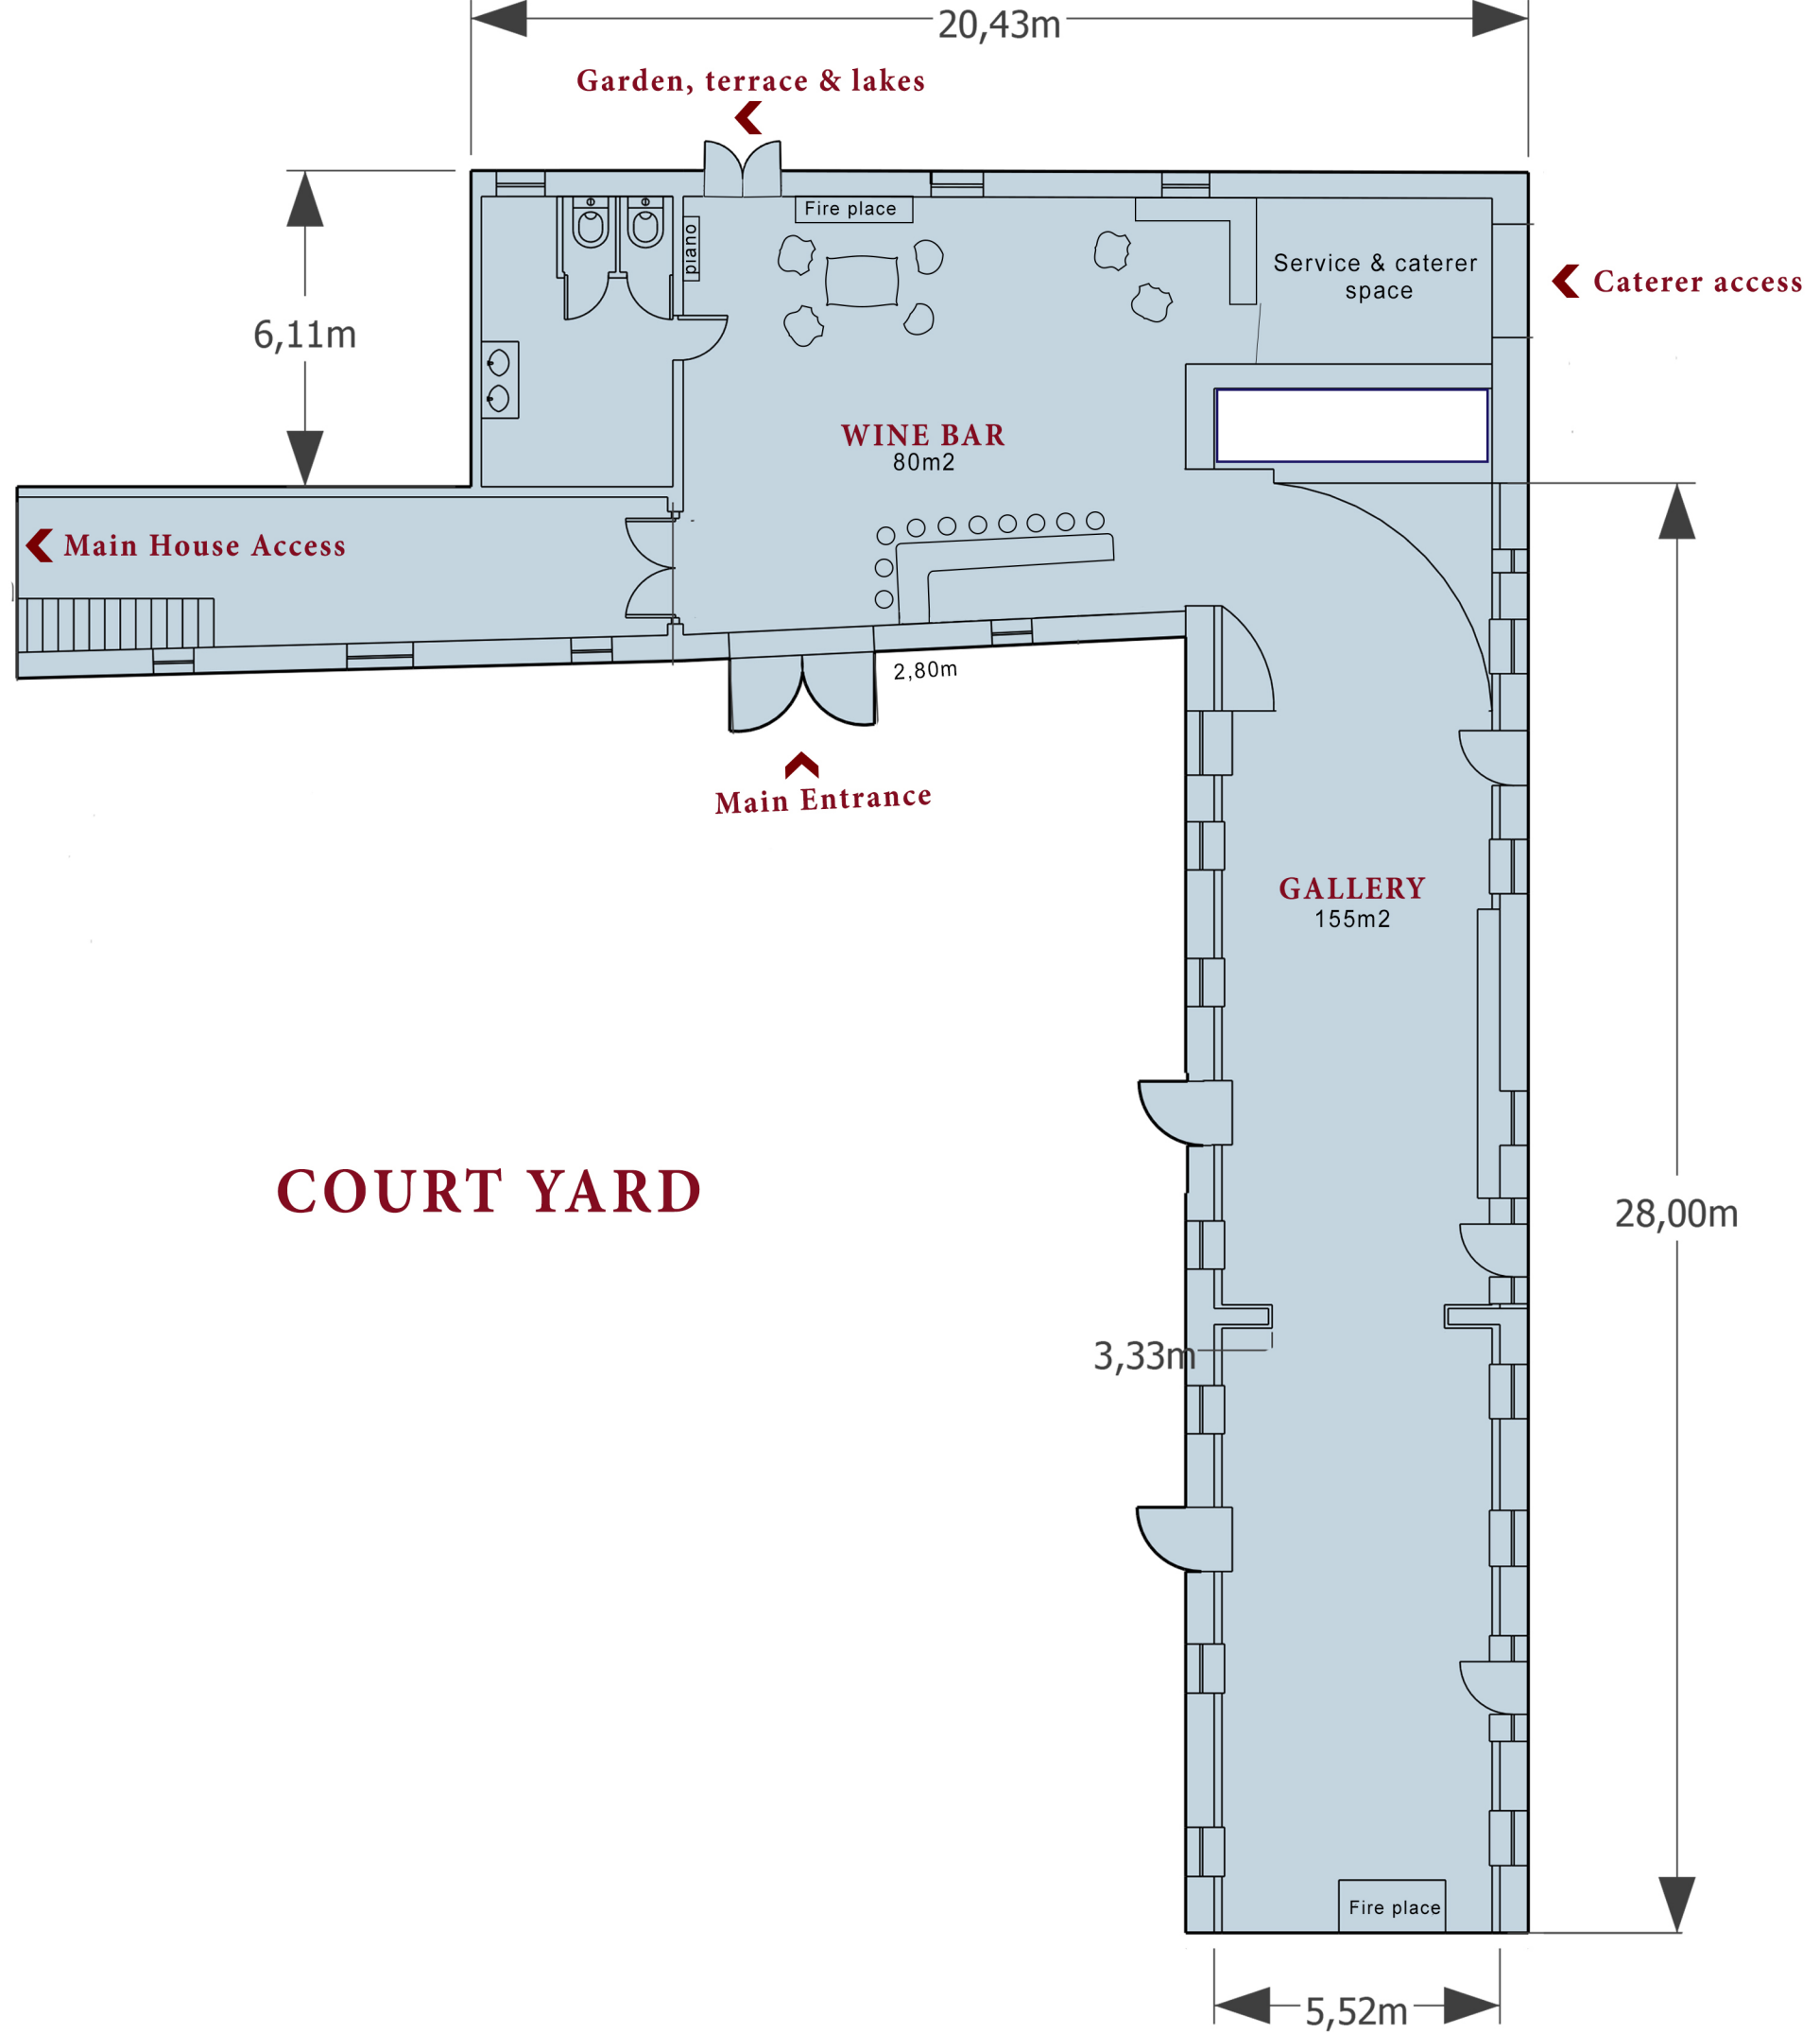 20,43m
Garden, terrace & lakes
Fire place
piano
Service & caterer
space
Caterer access
6,11m
WINE BAR
80m2
Main House Access
2,80m
Main Entrance
GALLERY
155m2
COURT YARD
28,00m
3,33m
Fire place
5,52m